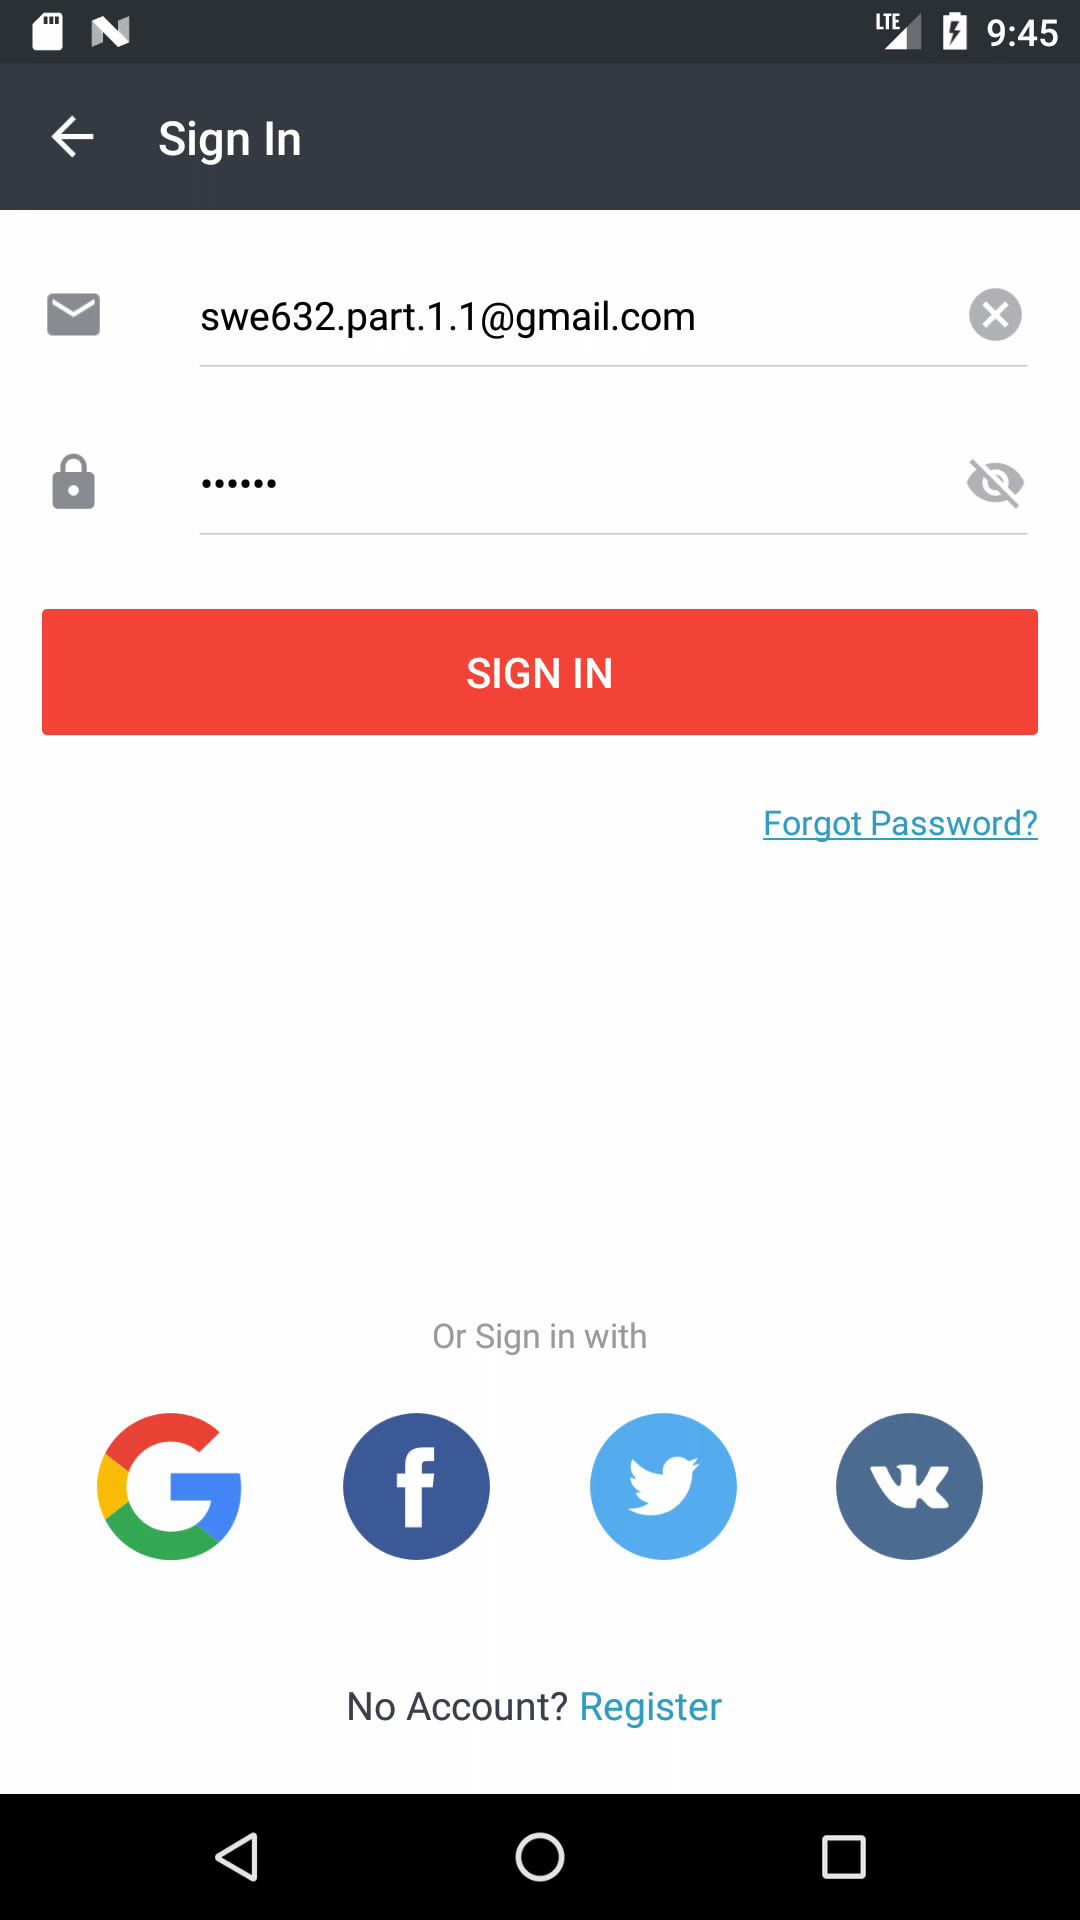 LTE 9:45
Sign In
swe632.part.1.1@gmail.com
••••••
SIGN IN
Forgot Password?
Or Sign in with
No Account? Register